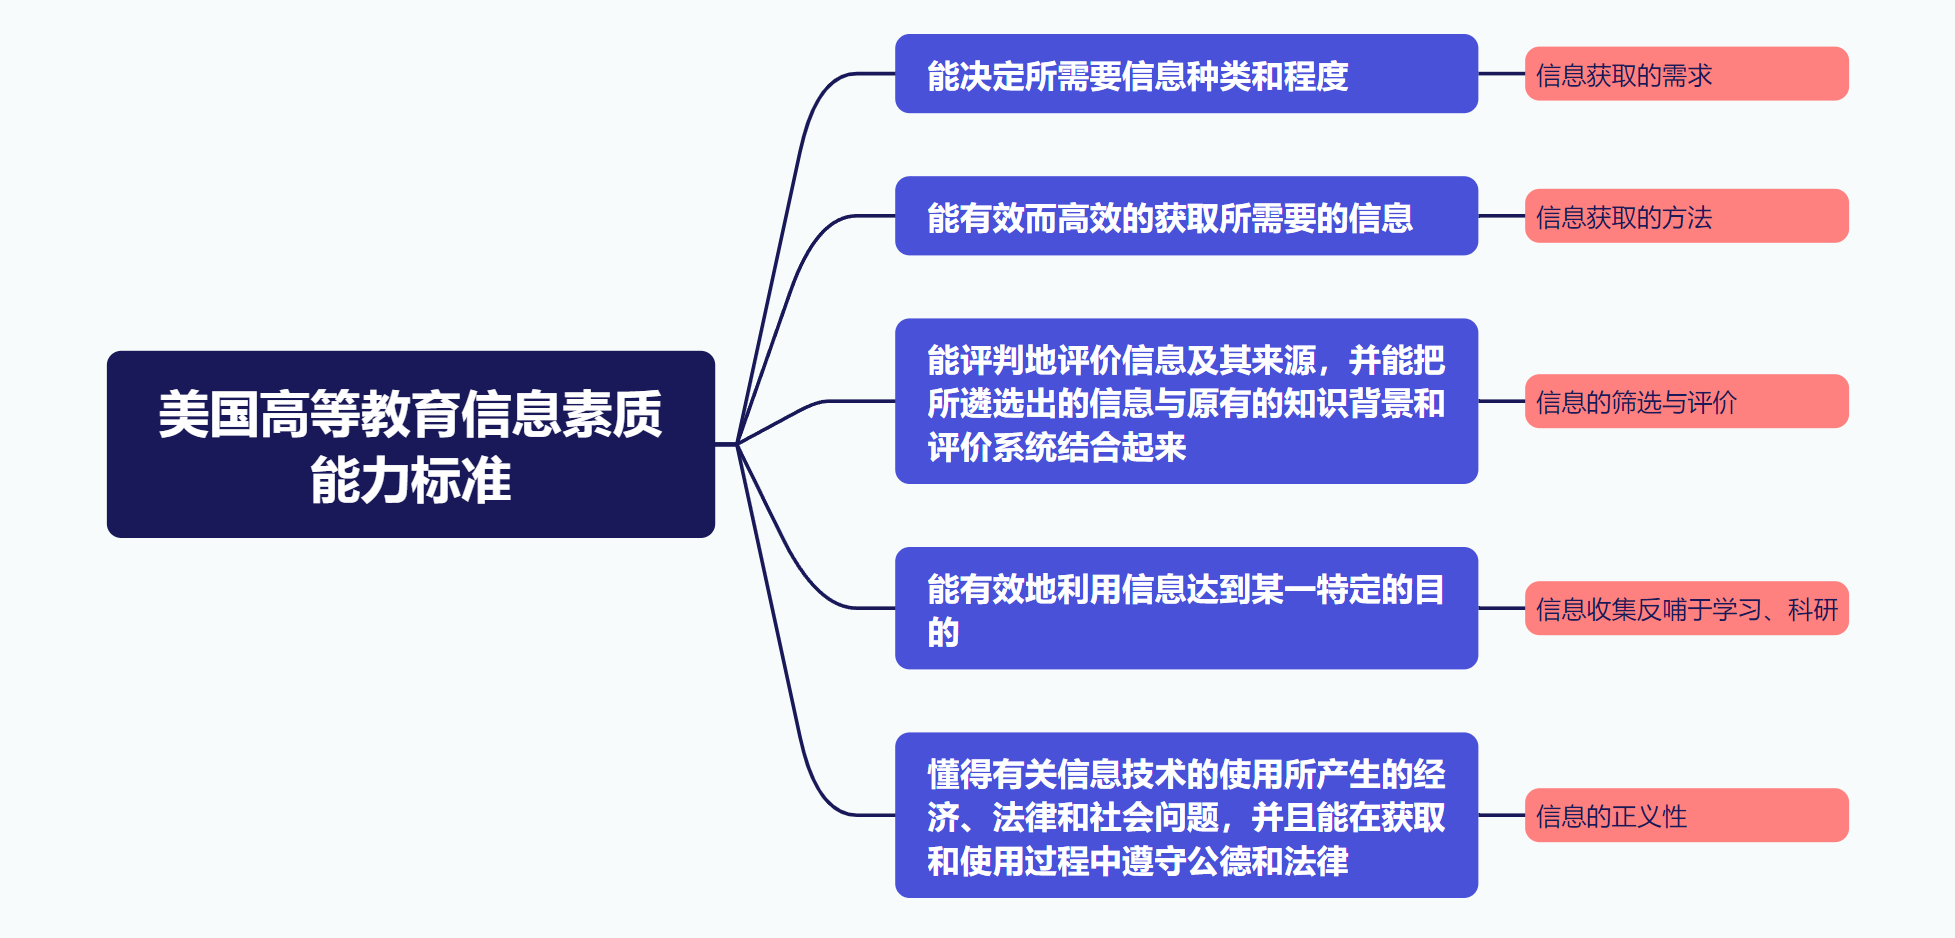 美国高等教育信息素质
能力标准
能决定所需要信息种类和程度
信息获取的需求
能有效而高效的获取所需要的信息
信息获取的方法
能评判地评价信息及其来源，并能把
所遴选出的信息与原有的知识背景和
评价系统结合起来
信息的筛选与评价
能有效地利用信息达到某一特定的目
的
信息收集反哺于学习、科研
懂得有关信息技术的使用所产生的经
济、法律和社会问题，并且能在获取
和使用过程中遵守公德和法律
信息的正义性